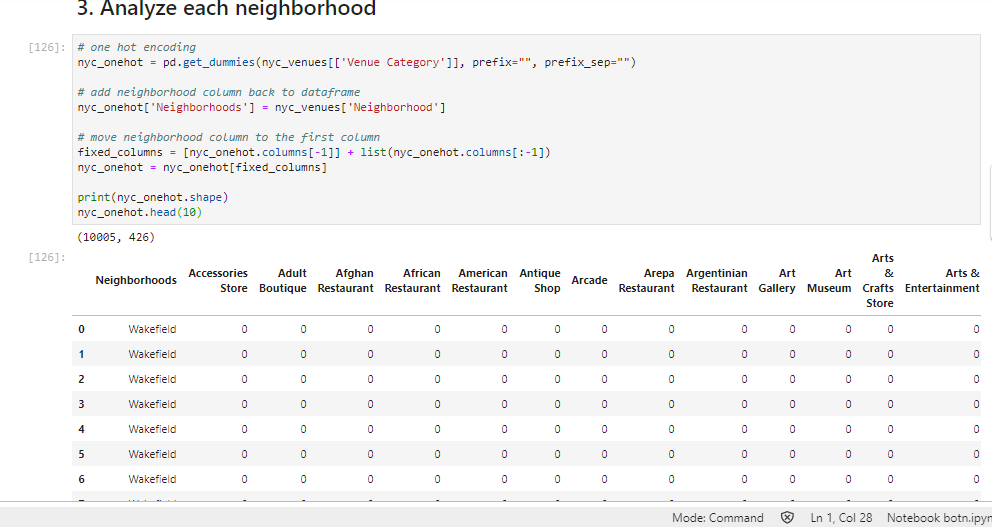 3. Analyze each neighborhood
[126]:
# one hot encoding
nyc_onehot = pd.get_dummies(nyc_venues[['Venue Category']], prefix="", prefix_sep="")
# add neighborhood column back to dataframe
nyc_onehot['Neighborhoods'] = nyc_venues['Neighborhood']
# move neighborhood column to the first column
fixed_columns = [nyc_onehot.columns[-1]] + list(nyc_onehot.columns[:-1])
nyc_onehot = nyc_onehot[fixed_columns]
print(nyc_onehot.shape)
nyc_onehot.head(10)
(10005, 426)
[126]:
Neighborhoods Accessories Store Adult Boutique Afghan Restaurant African Restaurant American Restaurant Antique Shop Arcade Arepa Restaurant Argentinian Restaurant Art Gallery Art Museum Arts & Crafts Store Arts & Entertainment
0 Wakefield 0 0 0 0 0 0 0 0 0 0 0 0 0
1 Wakefield 0 0 0 0 0 0 0 0 0 0 0 0 0
2 Wakefield 0 0 0 0 0 0 0 0 0 0 0 0 0
3 Wakefield 0 0 0 0 0 0 0 0 0 0 0 0 0
4 Wakefield 0 0 0 0 0 0 0 0 0 0 0 0 0
5 Wakefield 0 0 0 0 0 0 0 0 0 0 0 0 0
6 Wakefield 0 0 0 0 0 0 0 0 0 0 0 0 0
Mode: Command Ln 1, Col 28 Notebook botn.ipyn